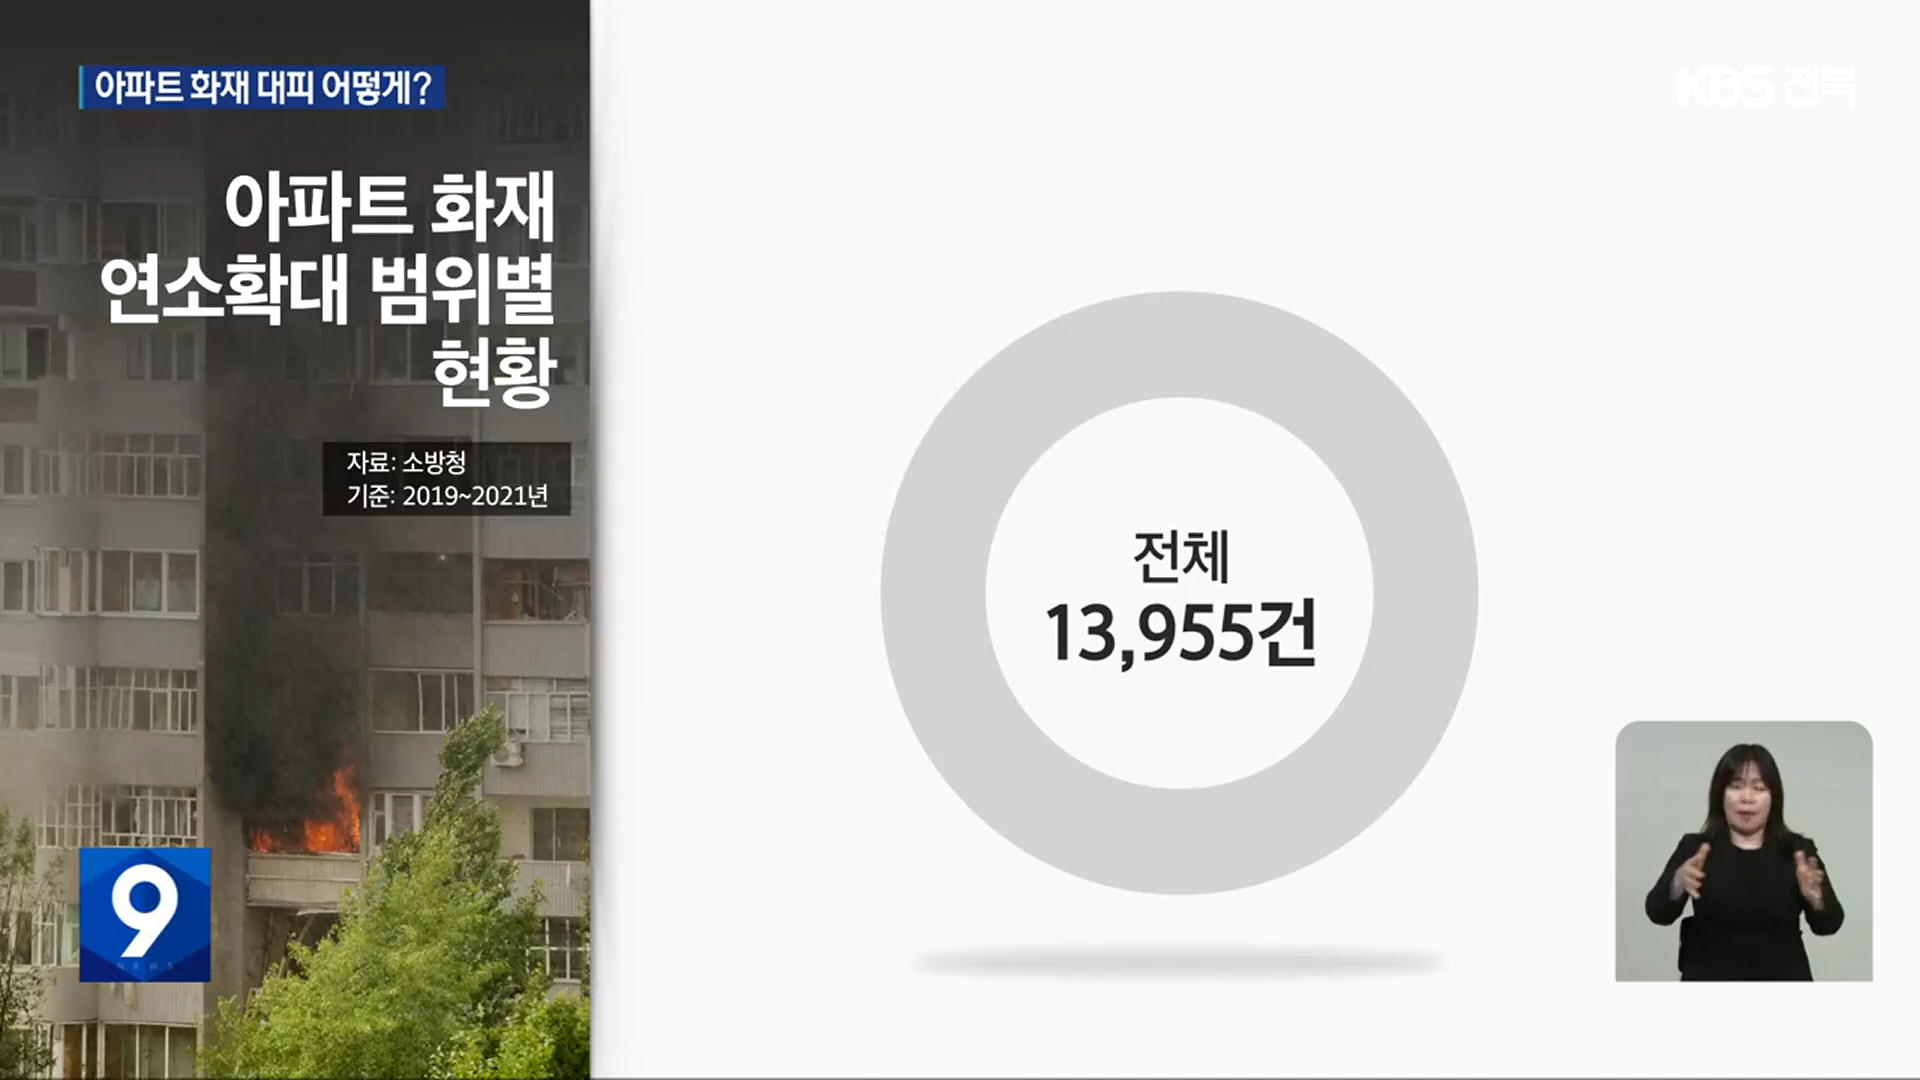 아파트 화재 대피 어떻게?
KBS 전북
아파트 화재
연소확대 범위별
현황
자료: 소방청
기준: 2019~2021년
전체
13,955건
9
NEWS